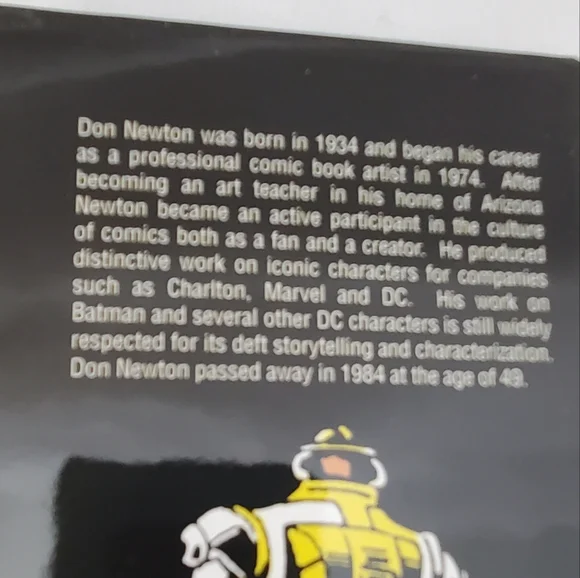 Don Newton was born in 1934 and began his career
as a professional comic book artist in 1974. After
becoming an art teacher in his home of Arizona
Newton became an active participant in the culture
of comics both as a fan and a creator. He produced
distinctive work on iconic characters for companies
such as Charlton, Marvel and DC. His work on
Batman and several other DC characters is still widely
respected for its deft storytelling and characterization.
Don Newton passed away in 1984 at the age of 49.